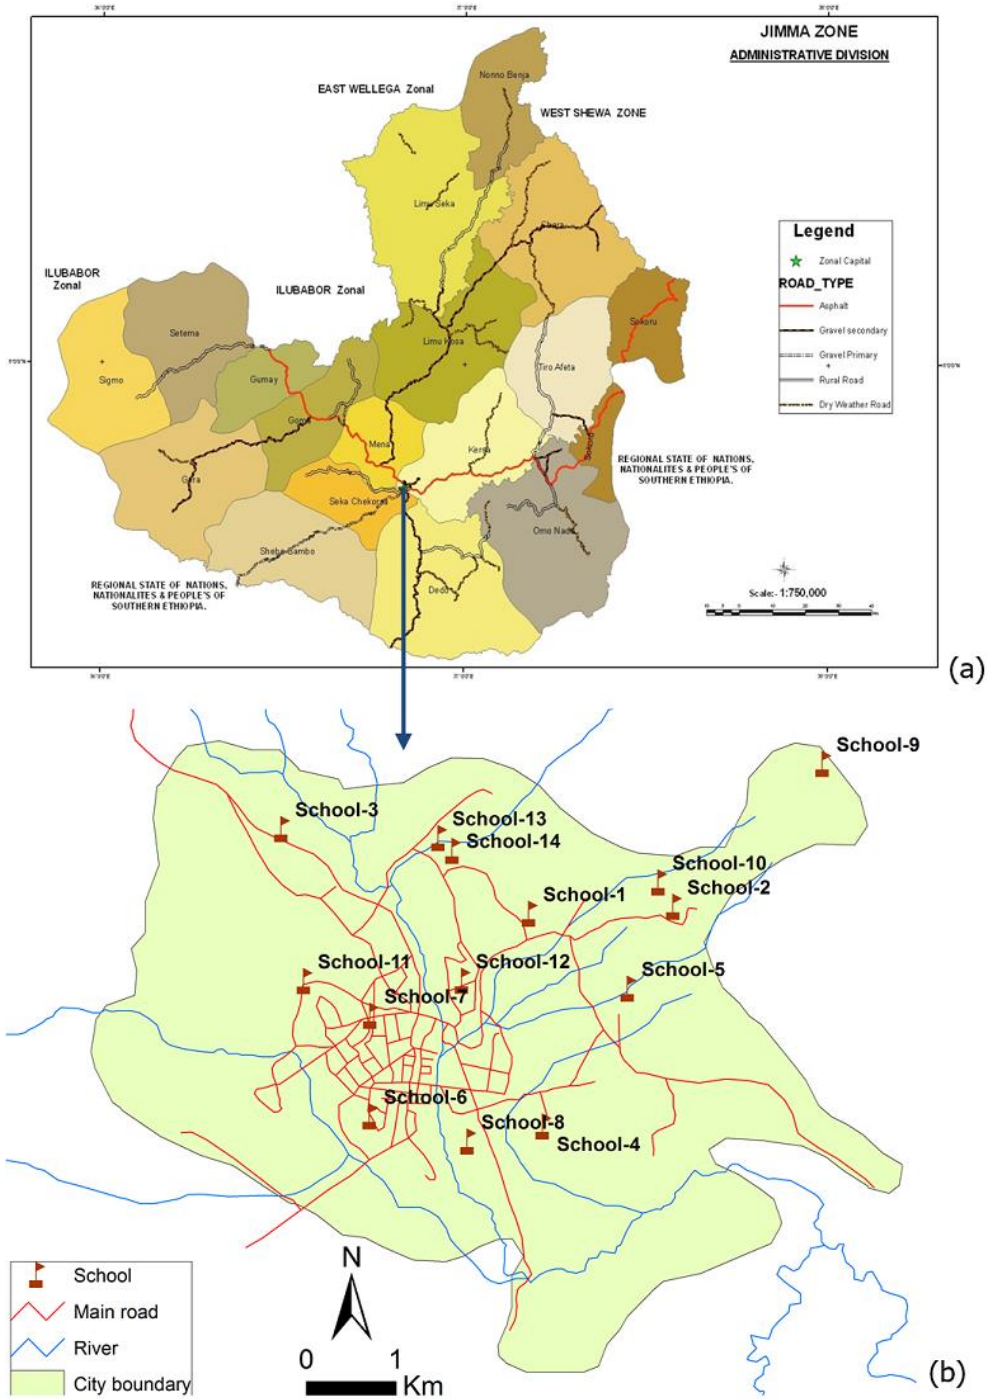 JIMMA ZONE
ADMINISTRATIVE DIVISION
Nonno Benja
EAST WELLEGA Zonal
WEST SHEWA ZONE
Limu Seka
Legend
Zonal Capital
ROAD_TYPE
Asphalt
Gravel secondary
Gravel Primary
Rural Road
Dry Weather Road
ILUBABOR
Zonal
ILUBABOR Zonal
Setema
Sokoru
Limu Kosa
Sigmo
Gumay
Tiro Afeta
Mena
Kersa
Sokoru
Gera
REGIONAL STATE OF NATIONS,
NATIONALITES & PEOPLE'S OF
SOUTHERN ETHIOPIA.
Seka Chekorsa
Omo Nada
Shebe Sambo
Dedo
REGIONAL STATE OF NATIONS,
NATIONALITES & PEOPLE'S OF
SOUTHERN ETHIOPIA.
Scale:- 1:750,000
(a)
School-9
School-3
School-13
School-14
School-10
School-2
School-1
School-11
School-12
School-5
School-7
School-6
School-8
School-4
School
Main road
River
City boundary
N
0 1
Km
(b)